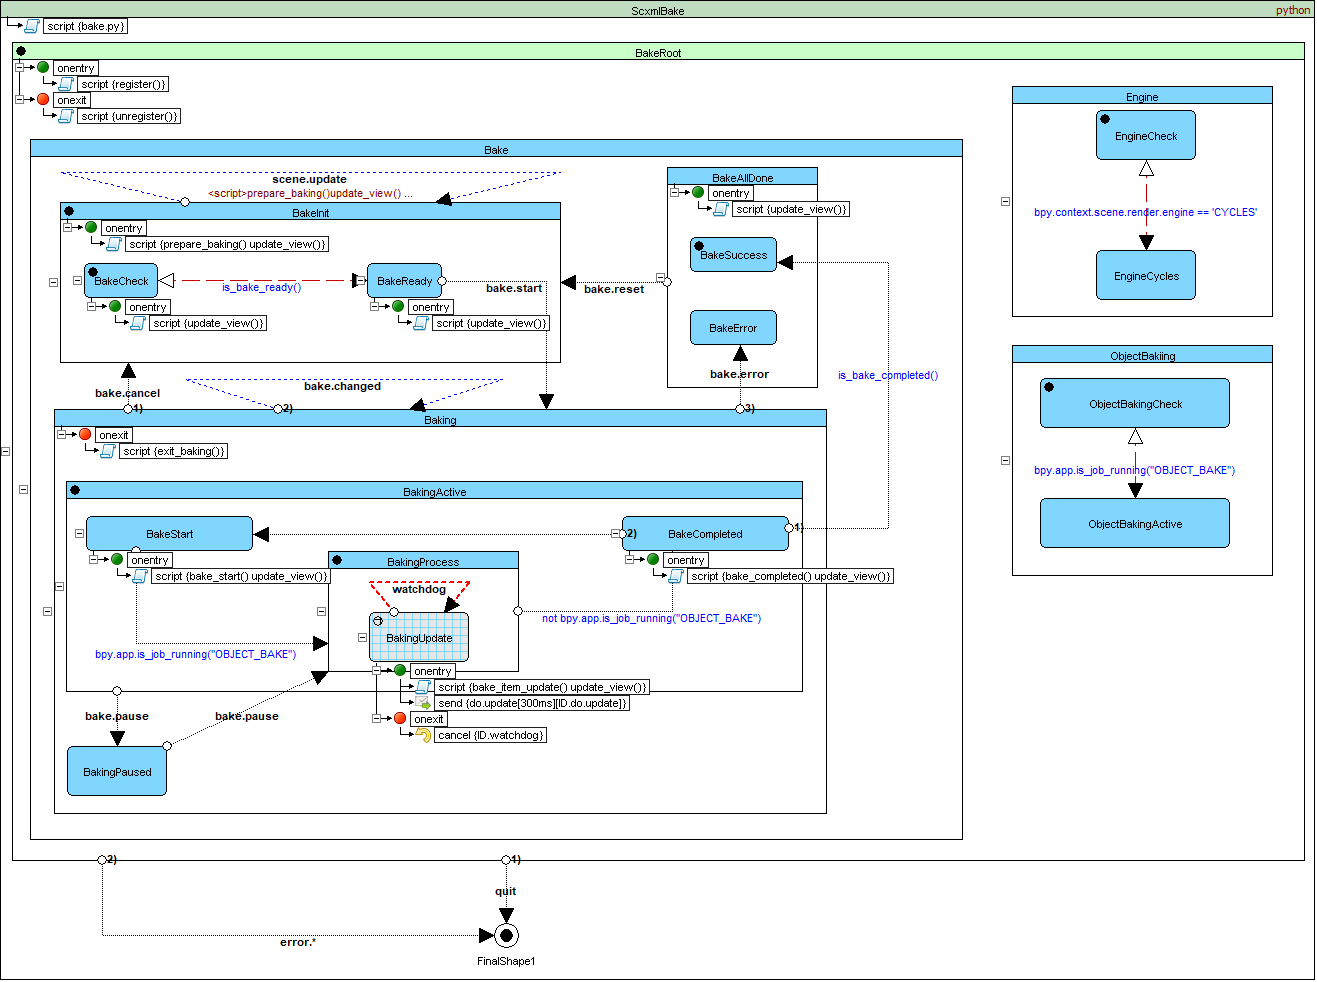 ScxmlBake
python
script {bake.py}
BakeRoot
onentry
script {register()}
onexit
script {unregister()}
Engine
EngineCheck
bpy.context.scene.render.engine == 'CYCLES'
EngineCycles
Bake
scene.update
<script>prepare_baking()update_view() ...
BakeInit
onentry
script {prepare_baking() update_view()}
BakeCheck
is_bake_ready()
BakeReady
onentry
script {update_view()}
onentry
script {update_view()}
bake.start
bake.reset
BakeAllDone
onentry
script {update_view()}
BakeSuccess
BakeError
bake.error
3)
is_bake_completed()
ObjectBakiing
ObjectBakingCheck
bpy.app.is_job_running("OBJECT_BAKE")
ObjectBakingActive
bake.cancel
1)
bake.changed
2)
Baking
onexit
script {exit_baking()}
BakingActive
BakeStart
onentry
script {bake_start() update_view()}
bpy.app.is_job_running("OBJECT_BAKE")
BakingProcess
watchdog
BakingUpdate
onentry
script {bake_item_update() update_view()}
send {do.update[300ms][ID.do.update]}
onexit
cancel {ID.watchdog}
2)
BakeCompleted
1)
onentry
script {bake_completed() update_view()}
not bpy.app.is_job_running("OBJECT_BAKE")
bake.pause
bake.pause
BakingPaused
2)
1)
quit
error.*
FinalShape1